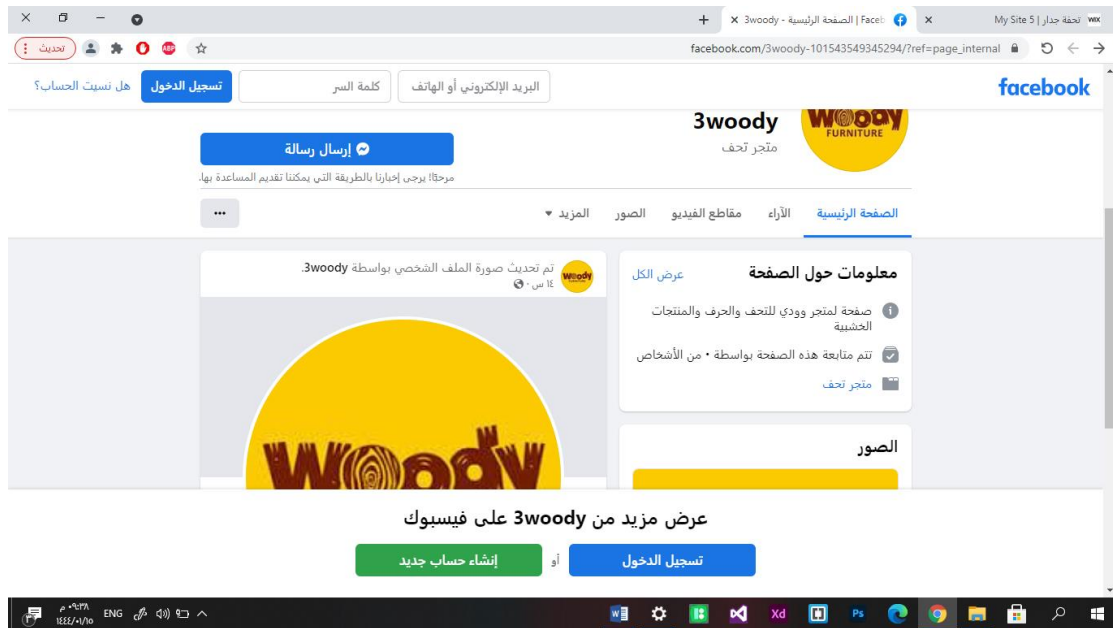 My Site 5 | تحفة جدار
3woody - الصفحة الرئيسية | Faceb
facebook.com/3woody-101543549345294/?ref=page_internal
تحديث
facebook
البريد الإلكتروني أو الهاتف
كلمة السر
تسجيل الدخول
هل نسيت الحساب؟
WOODY
FURNITURE
3woody
متجر تحف
إرسال رسالة
مرحبًا! يرجى إخبارنا بالطريقة التي يمكننا تقديم المساعدة بها.
الصفحة الرئيسية
الآراء
مقاطع الفيديو
الصور
المزيد
معلومات حول الصفحة
عرض الكل
صفحة لمتجر وودي للتحف والحرف والمنتجات
الخشبية
تتم متابعة هذه الصفحة بواسطة ٠ من الأشخاص
متجر تحف
الصور
تم تحديث صورة الملف الشخصي بواسطة 3woody.
١٤ س ·
Woody
Woody
عرض مزيد من 3woody على فيسبوك
تسجيل الدخول
أو
إنشاء حساب جديد
ENG
٠٩:٣٨ م
١٤٤٤/٠١/١٥